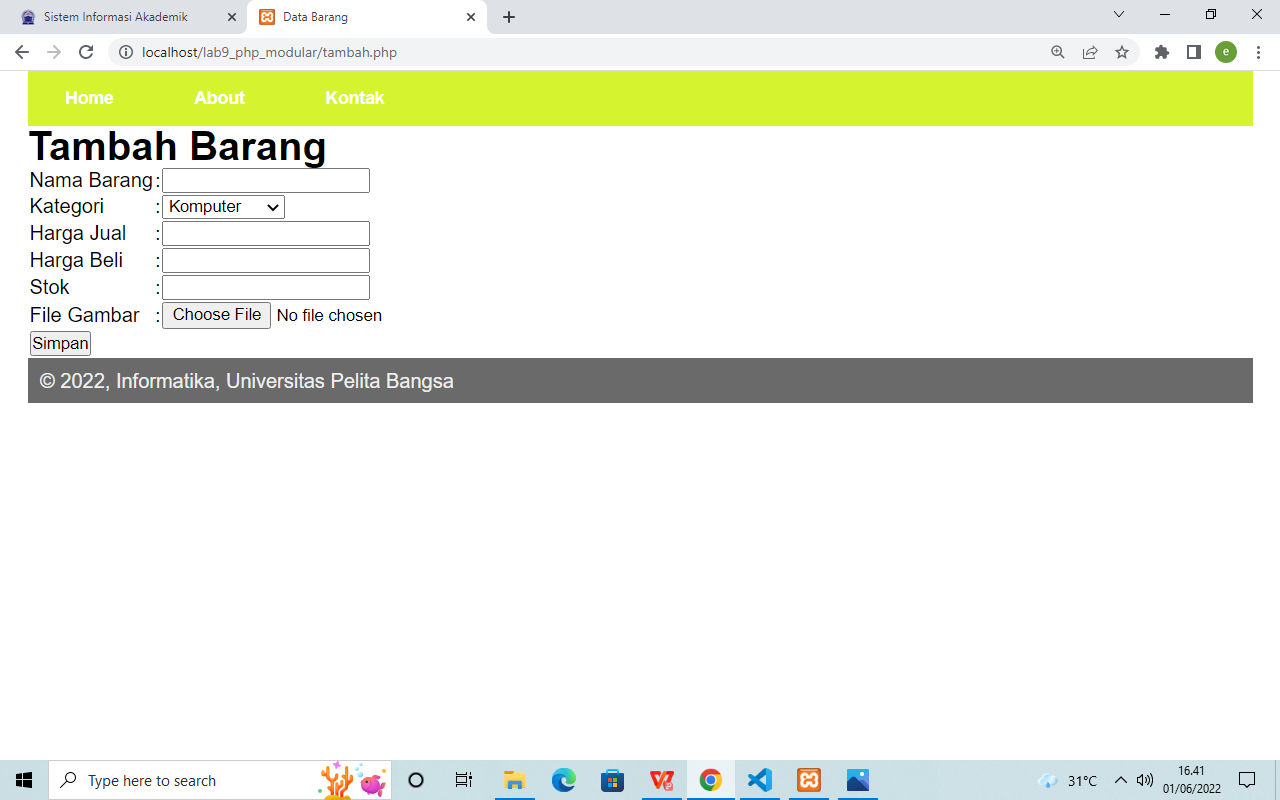 Sistem Informasi Akademik
Data Barang
localhost/lab9_php_modular/tambah.php
e
Home About Kontak
Tambah Barang
Nama Barang :
Kategori : Komputer
Harga Jual :
Harga Beli :
Stok :
File Gambar : Choose File No file chosen
Simpan
© 2022, Informatika, Universitas Pelita Bangsa
Type here to search
31°C
16.41
01/06/2022